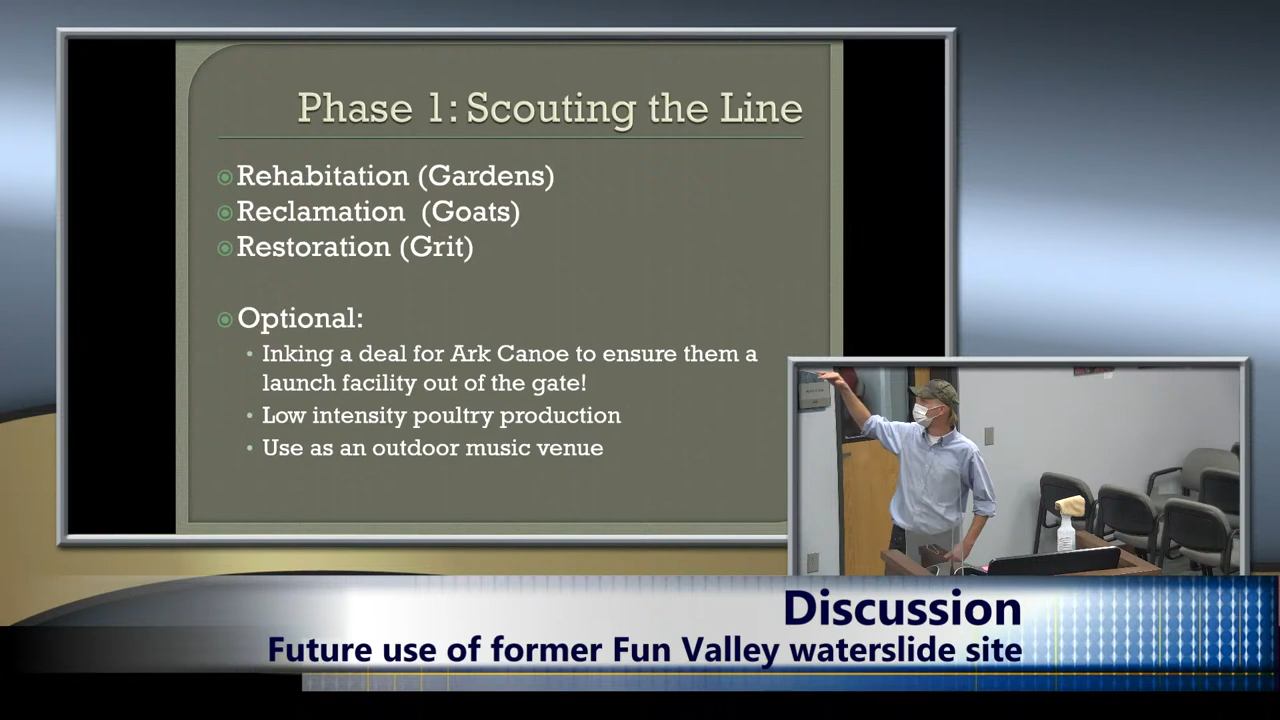 Phase 1: Scouting the Line
Rehabitation (Gardens)
Reclamation (Goats)
Restoration (Grit)
Optional:
Inking a deal for Ark Canoe to ensure them a
launch facility out of the gate!
Low intensity poultry production
Use as an outdoor music venue
Discussion
Future use of former Fun Valley waterslide site